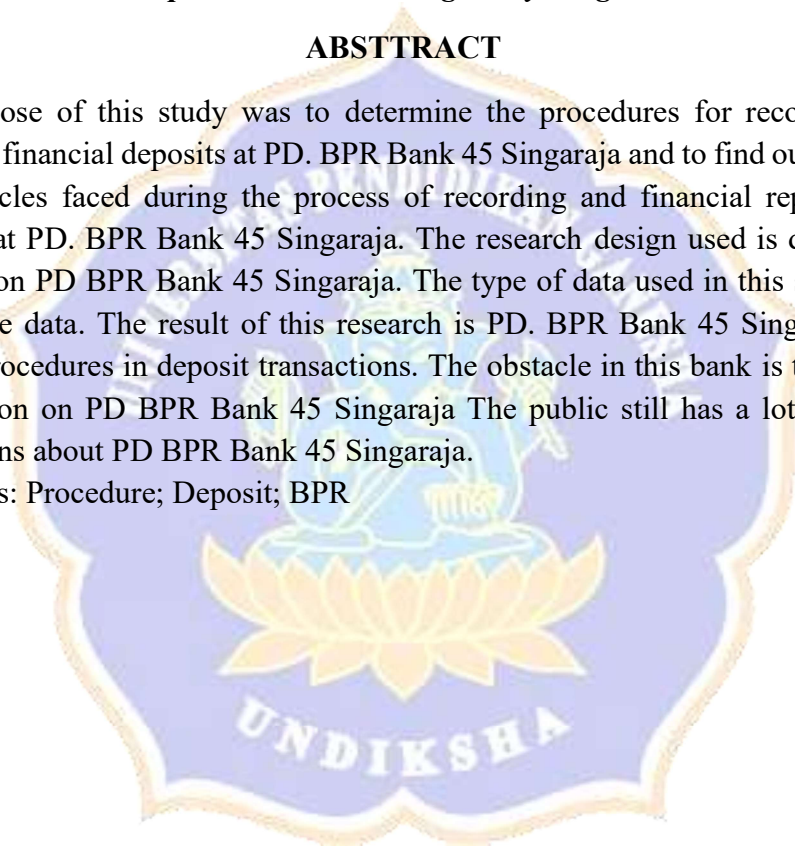 ABSTTRACT
ose of this study was to determine the procedures for reco
financial deposits at PD. BPR Bank 45 Singaraja and to find ou
cles faced during the process of recording and financial rep
at PD. BPR Bank 45 Singaraja. The research design used is
on PD BPR Bank 45 Singaraja. The type of data used in this
e data. The result of this research is PD. BPR Bank 45 Sing
rocedures in deposit transactions. The obstacle in this bank is
on on PD BPR Bank 45 Singaraja The public still has a lot
ns about PD BPR Bank 45 Singaraja.
s: Procedure; Deposit; BPR
UNIVERSITAS PENDIDIKAN GANESHA
UNDIKSHA